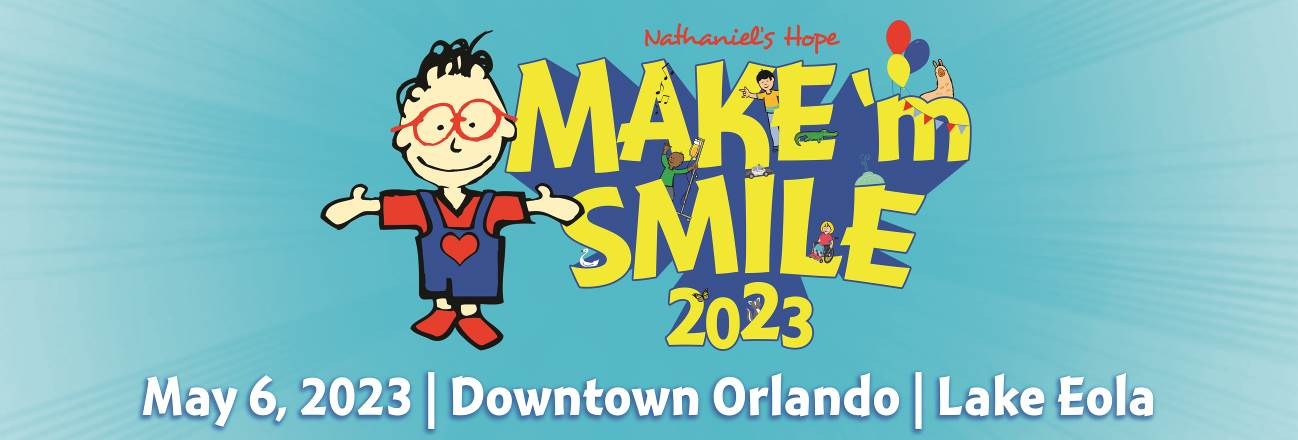 Nathaniel's Hope
MAKE 'm
SMILE
2023
May 6, 2023 | Downtown Orlando | Lake Eola